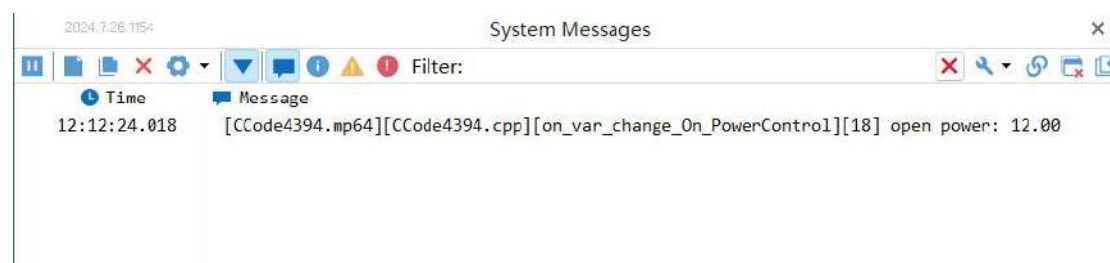 2024.7.26.1154
System Messages
Filter:
Time Message
12:12:24.018 [CCode4394.mp64][CCode4394.cpp][on_var_change_On_PowerControl][18] open power: 12.00